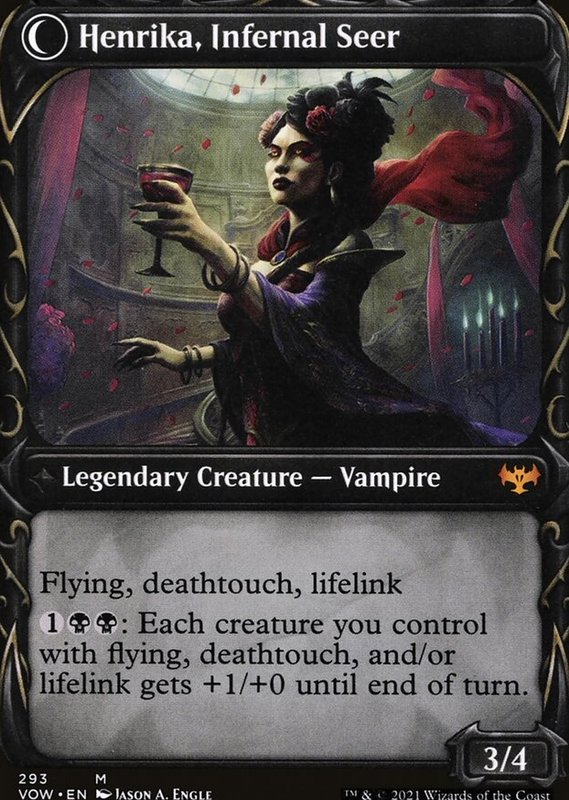 Henrika, Infernal Seer
Legendary Creature — Vampire
Flying, deathtouch, lifelink
1: Each creature you control
with flying, deathtouch, and/or
lifelink gets +1/+0 until end of turn.
3/4
293 M
VOW • EN Jason A. Engle
™ & © 2021 Wizards of the Coast